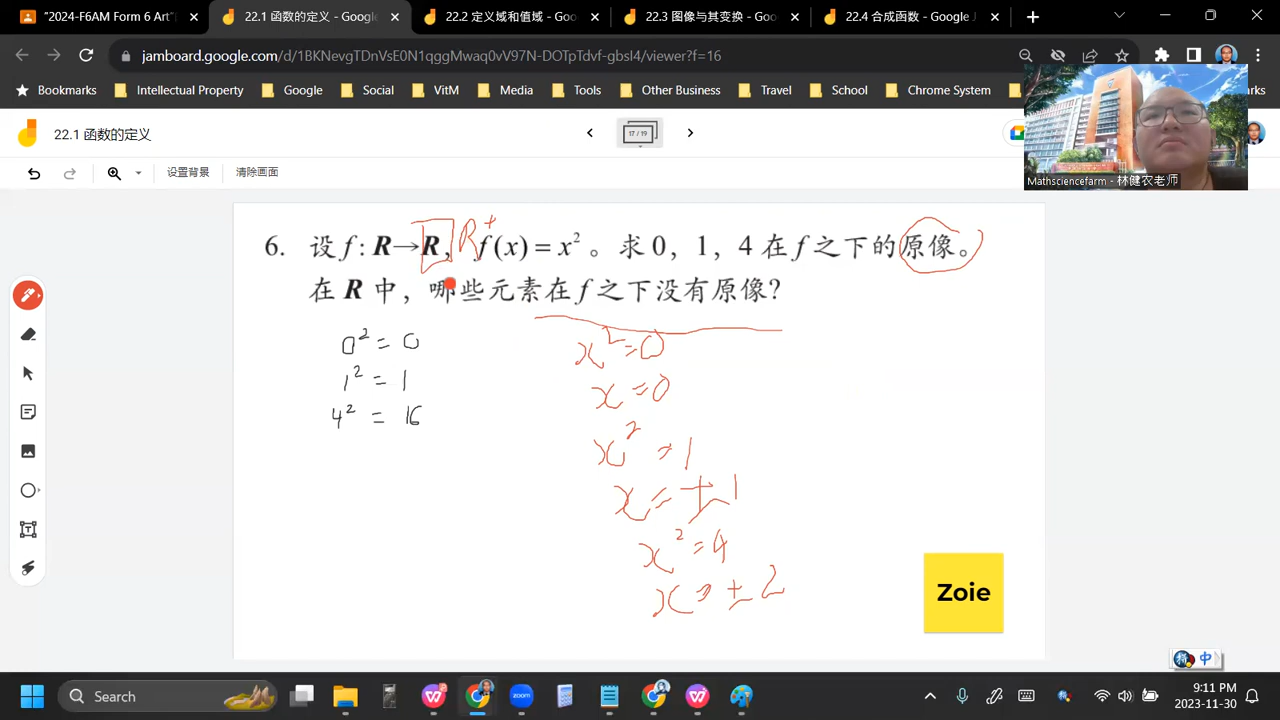 "2024-F6AM Form 6 Art"
22.1 函数的定义 - Google
22.2 定义域和值域 - Goo
22.3 图像与其变换 - Google
22.4 合成函数 - Google J
jamboard.google.com/d/1BKNevgTDnVsE0N1qggMwaq0vV97N-DOTpTdvf-gbsI4/viewer?f=16
Bookmarks
Intellectual Property
Google
Social
VitM
Media
Tools
Other Business
Travel
School
Chrome System
marks
22.1 函数的定义
17 / 19
设置背景
清除画面
Mathsciencefarm - 林健农老师
6. 设 f : R→R, R⁺ f(x) = x²。求 0, 1, 4 在 f 之下的原像。
在 R 中，哪些元素在 f 之下没有原像?
0² = 0
1² = 1
4² = 16
x² = 0
x = 0
x² = 1
x = ±1
x² = 4
x = ±2
Zoie
中
Search
9:11 PM
2023-11-30